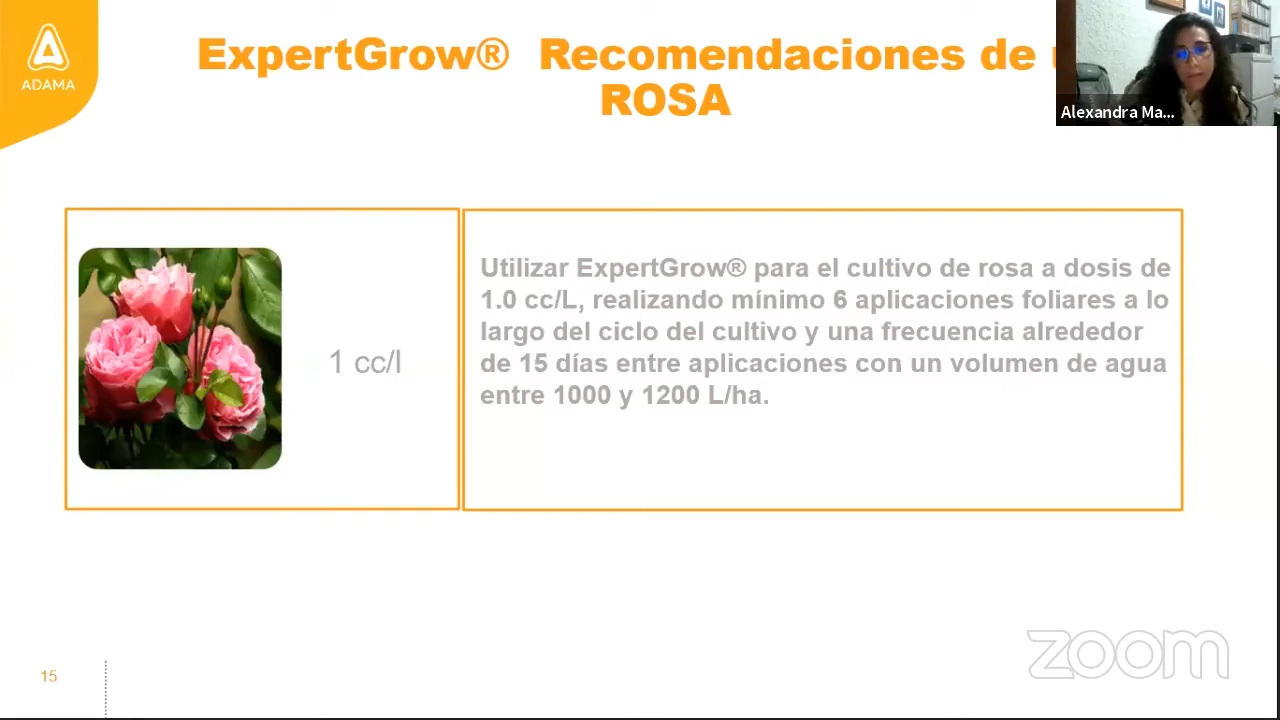 ADAMA
ExpertGrow® Recomendaciones de
ROSA
Alexandra Ma...
1 cc/l
Utilizar ExpertGrow® para el cultivo de rosa a dosis de
1.0 cc/L, realizando mínimo 6 aplicaciones foliares a lo
largo del ciclo del cultivo y una frecuencia alrededor
de 15 días entre aplicaciones con un volumen de agua
entre 1000 y 1200 L/ha.
zoom
15